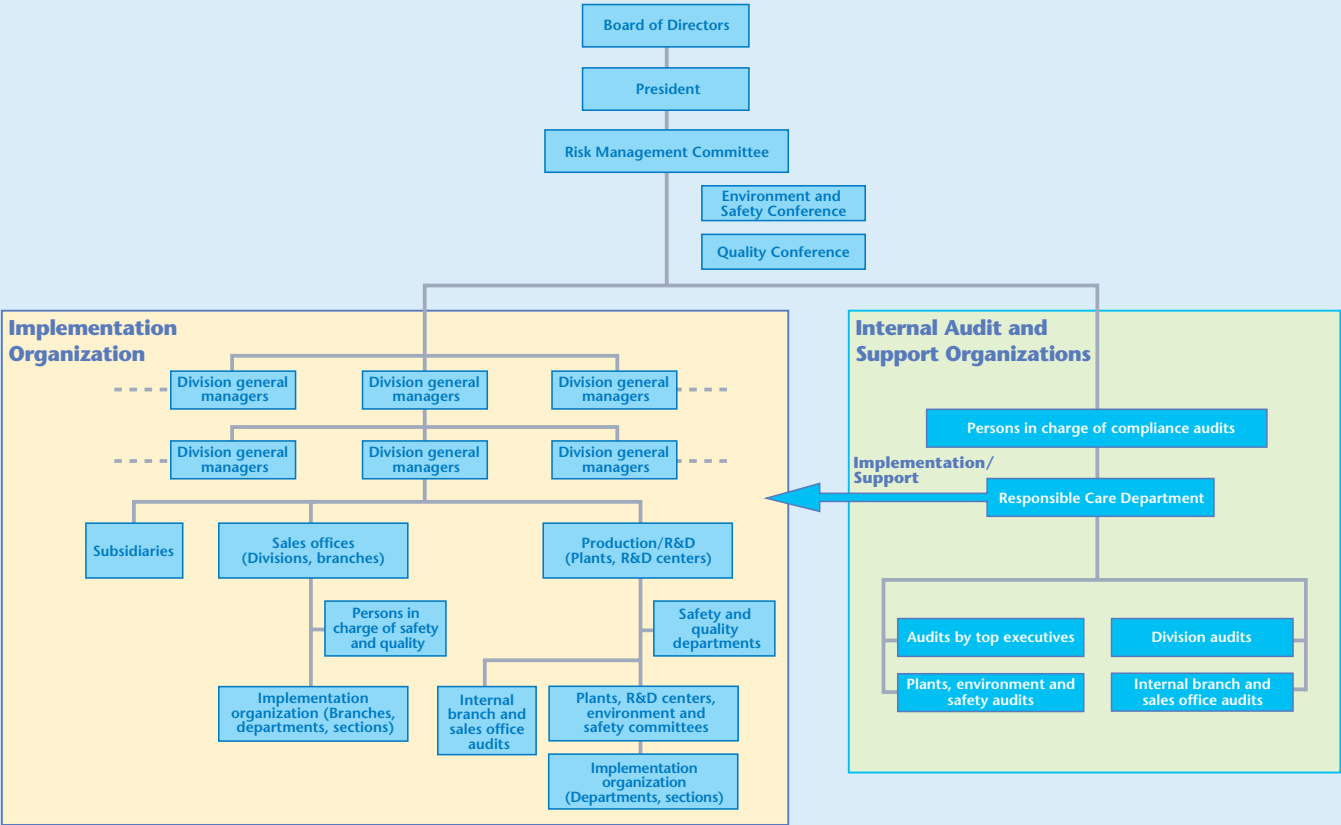 Board of Directors
President
Risk Management Committee
Environment and
Safety Conference
Quality Conference
Implementation
Organization
Division general
managers
Division general
managers
Division general
managers
Division general
managers
Division general
managers
Division general
managers
Subsidiaries
Sales offices
(Divisions, branches)
Production/R&D
(Plants, R&D centers)
Persons in
charge of safety
and quality
Safety and
quality
departments
Implementation
organization (Branches,
departments, sections)
Internal
branch and
sales office
audits
Plants, R&D centers,
environment and
safety committees
Implementation
organization
(Departments, sections)
Internal Audit and
Support Organizations
Persons in charge of compliance audits
Implementation/
Support
Responsible Care Department
Audits by top executives
Division audits
Plants, environment and
safety audits
Internal branch and
sales office audits